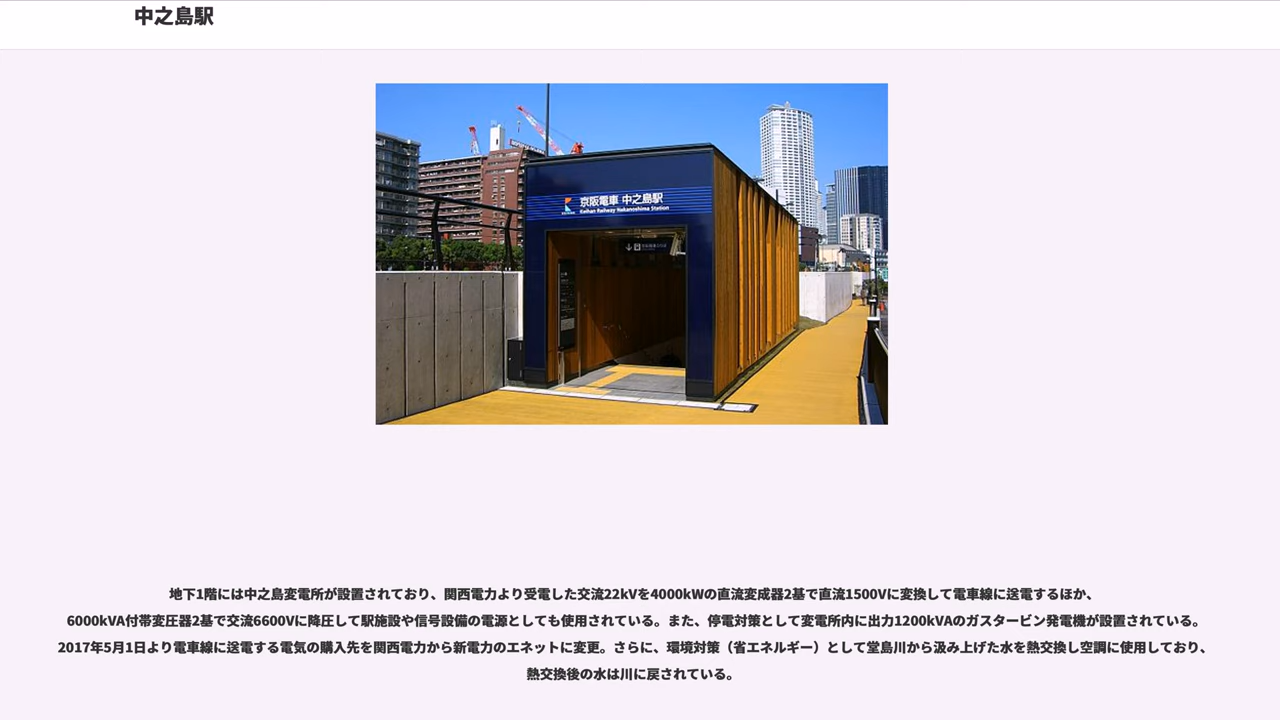 中之島駅
京阪電車 中之島駅
Keihan Railway Nakanoshima Station
地下1階には中之島変電所が設置されており、関西電力より受電した交流22kVを4000kWの直流変成器2基で直流1500Vに変換して電車線に送電するほか、
6000kVA付帯変圧器2基で交流6600Vに降圧して駅施設や信号設備の電源としても使用されている。また、停電対策として変電所内に出力1200kVAのガスタービン発電機が設置されている。
2017年5月1日より電車線に送電する電気の購入先を関西電力から新電力のエネットに変更。さらに、環境対策（省エネルギー）として堂島川から汲み上げた水を熱交換し空調に使用しており、
熱交換後の水は川に戻されている。